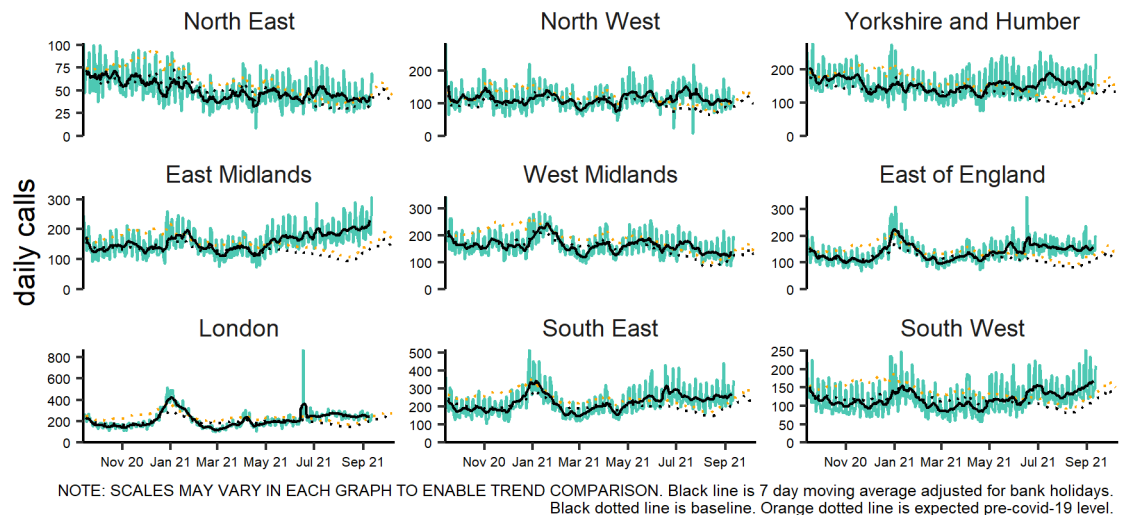 North East
North West
Yorkshire and Humber
100
75
50
25
0
200
100
0
200
100
0
daily calls
East Midlands
West Midlands
East of England
300
200
100
0
300
200
100
0
300
200
100
0
London
South East
South West
800
600
400
200
0
500
400
300
200
100
0
250
200
150
100
50
0
Nov 20 Jan 21 Mar 21 May 21 Jul 21 Sep 21
Nov 20 Jan 21 Mar 21 May 21 Jul 21 Sep 21
Nov 20 Jan 21 Mar 21 May 21 Jul 21 Sep 21
NOTE: SCALES MAY VARY IN EACH GRAPH TO ENABLE TREND COMPARISON. Black line is 7 day moving average adjusted for bank holidays.
Black dotted line is baseline. Orange dotted line is expected pre-covid-19 level.